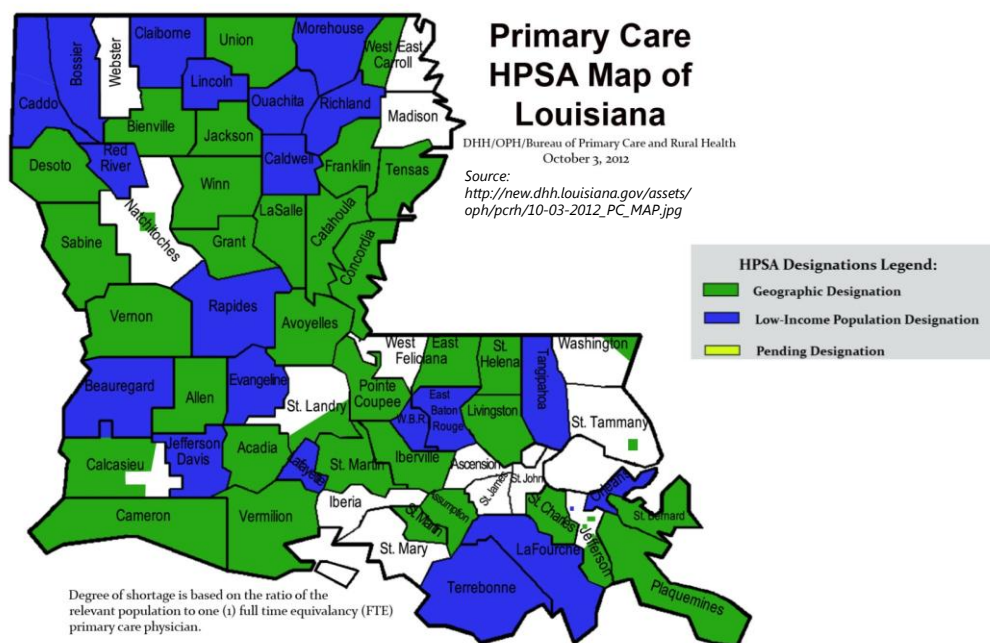 Primary Care
HPSA Map of
Louisiana
DHH/OPH/Bureau of Primary Care and Rural Health
October 3, 2012
Source:
http://new.dhh.louisiana.gov/assets/
oph/pcrh/10-03-2012_PC_MAP.jpg
HPSA Designations Legend:
Geographic Designation
Low-Income Population Designation
Pending Designation
Caddo
Bossier
Webster
Claiborne
Union
Morehouse
West East
Carroll
Lincoln
Ouachita
Richland
Madison
Bienville
Jackson
Desoto
Red
River
Caldwell
Franklin
Tensas
Winn
Natchitoches
LaSalle
Catahoula
Concordia
Sabine
Grant
Vernon
Rapides
Avoyelles
West
Feliciana
East
St.
Helena
Tangipahoa
Washington
Beauregard
Allen
Evangeline
St. Landry
Pointe
Coupee
W.B.R.
East
Baton
Rouge
Livingston
St. Tammany
Calcasieu
Jefferson
Davis
Acadia
Lafayette
St. Martin
Iberville
Ascension
St. James
St. John
Orleans
Cameron
Vermilion
Iberia
St. Martin
Assumption
St. Charles
Jefferson
St. Bernard
St. Mary
LaFourche
Terrebonne
Plaquemines
Degree of shortage is based on the ratio of the
relevant population to one (1) full time equivalancy (FTE)
primary care physician.